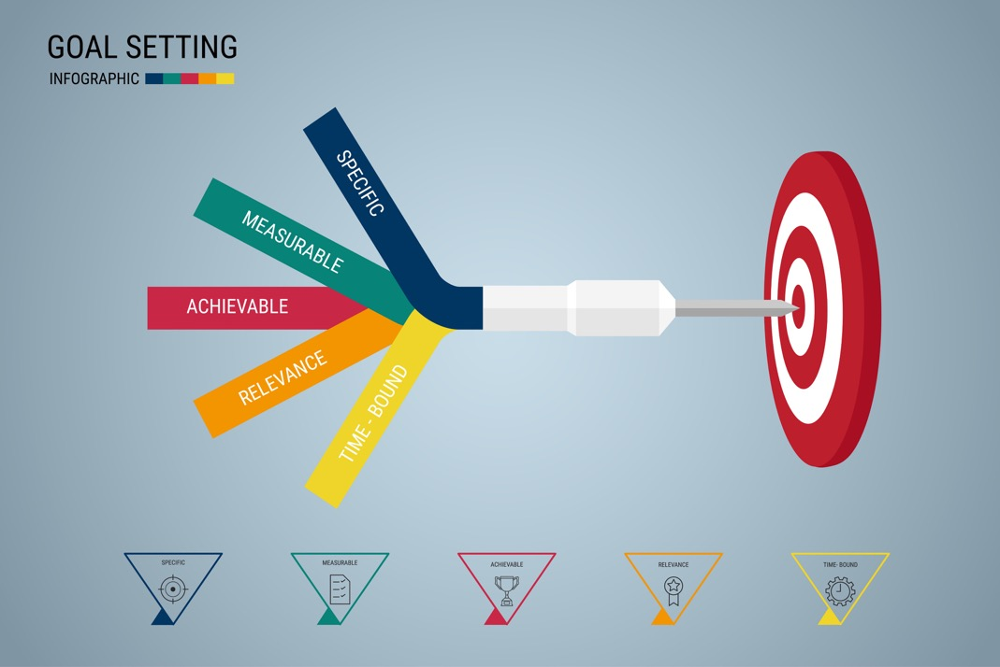 GOAL SETTING
INFOGRAPHIC
SPECIFIC
MEASURABLE
ACHIEVABLE
RELEVANCE
TIME - BOUND
SPECIFIC
MEASURABLE
ACHIEVABLE
RELEVANCE
TIME- BOUND